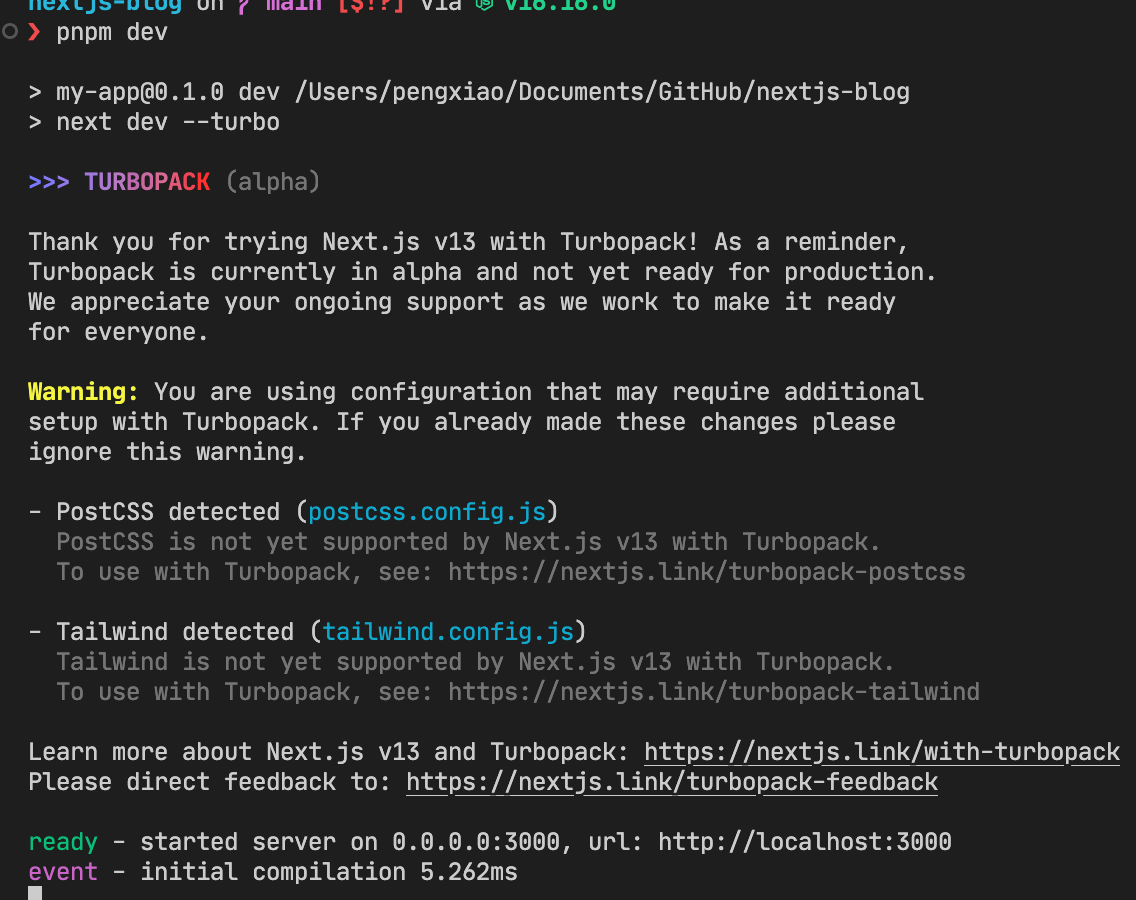 nextjs-blog on main [$!?] via v18.18.0
❯ pnpm dev
> my-app@0.1.0 dev /Users/pengxiao/Documents/GitHub/nextjs-blog
> next dev --turbo
>>> TURBOPACK (alpha)
Thank you for trying Next.js v13 with Turbopack! As a reminder,
Turbopack is currently in alpha and not yet ready for production.
We appreciate your ongoing support as we work to make it ready
for everyone.
Warning: You are using configuration that may require additional
setup with Turbopack. If you already made these changes please
ignore this warning.
- PostCSS detected (postcss.config.js)
PostCSS is not yet supported by Next.js v13 with Turbopack.
To use with Turbopack, see: https://nextjs.link/turbopack-postcss
- Tailwind detected (tailwind.config.js)
Tailwind is not yet supported by Next.js v13 with Turbopack.
To use with Turbopack, see: https://nextjs.link/turbopack-tailwind
Learn more about Next.js v13 and Turbopack: https://nextjs.link/with-turbopack
Please direct feedback to: https://nextjs.link/turbopack-feedback
ready - started server on 0.0.0.0:3000, url: http://localhost:3000
event - initial compilation 5.262ms